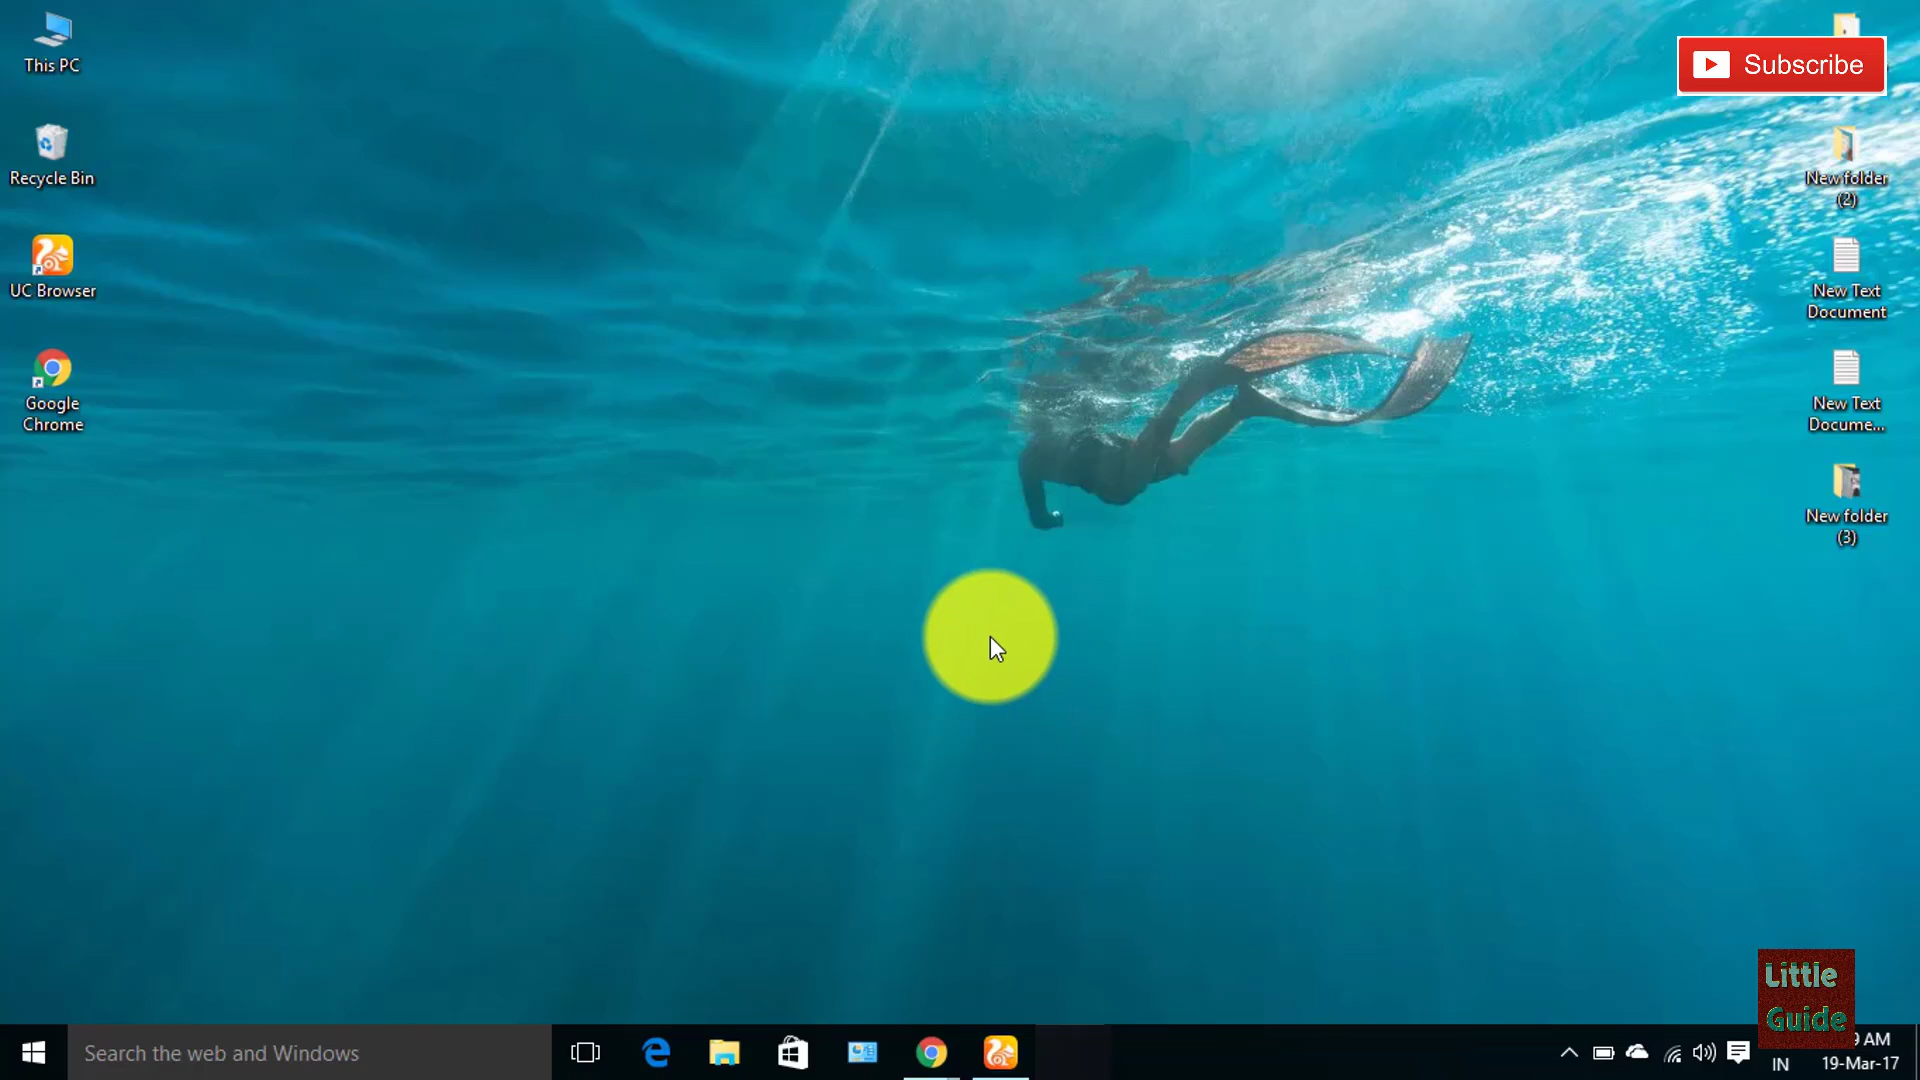 This PC
Recycle Bin
UC Browser
Google
Chrome
Subscribe
New folder
(2)
New Text
Document
New Text
Docume...
New folder
(3)
Little
Guide
Search the web and Windows
9 AM
IN
19-Mar-17